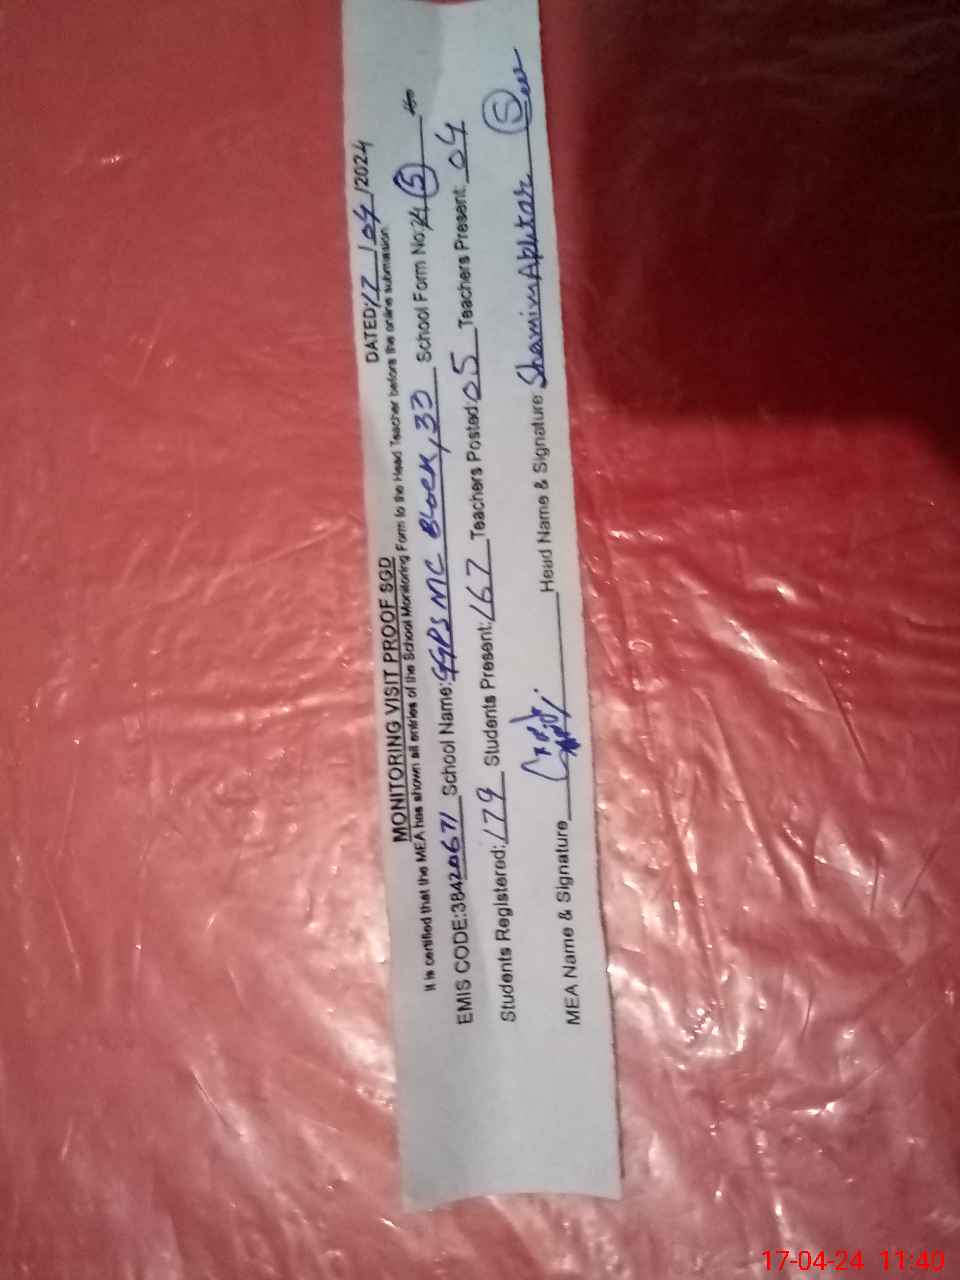 DATED:17/04/2024
MONITORING VISIT PROOF SGD
It is certified that the MEA has shown all entries of the School Monitoring Form to the Head Teacher before the online submission
EMIS CODE:38420671 School Name:GGPS MC Block, 33 School Form No:24 (5)
Students Registered:179 Students Present:167 Teachers Posted:05 Teachers Present:04
MEA Name & Signature Head Name & Signature Shamim Akhtar
17-04-24 11:40